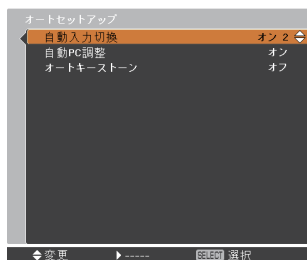 オートセットアップ
自動入力切換 オン 2
自動PC調整 オン
オートキーストーン オフ
変更 ----- SELECT 選択